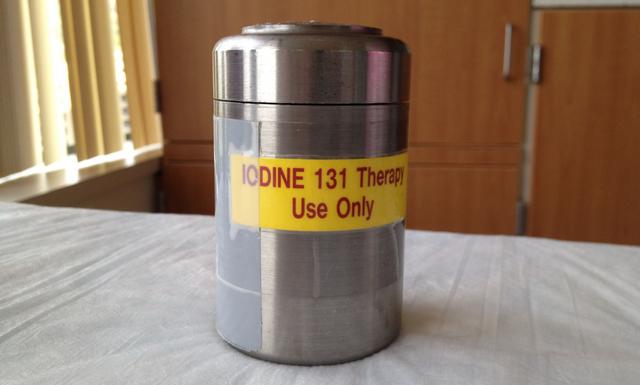 IODINE 131 Therapy
Use Only